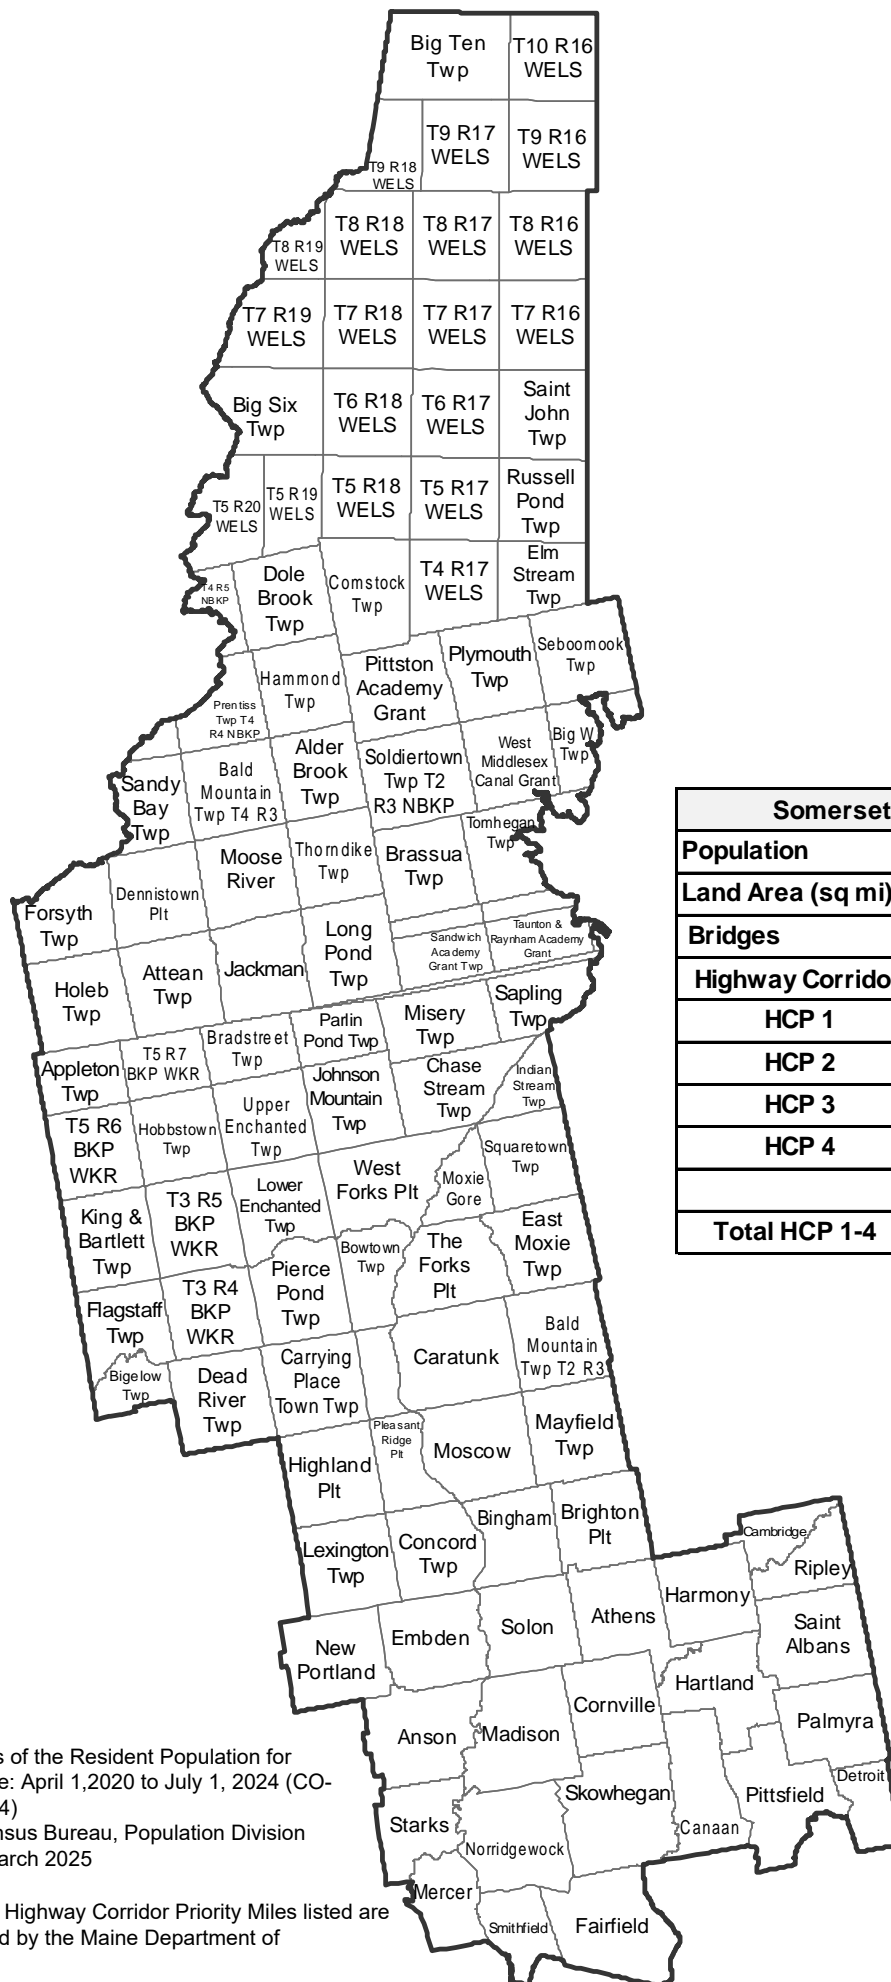 Big Ten
Twp
T10 R16
WELS
T9 R18
WELS
T9 R17
WELS
T9 R16
WELS
T8 R19
WELS
T8 R18
WELS
T8 R17
WELS
T8 R16
WELS
T7 R19
WELS
T7 R18
WELS
T7 R17
WELS
T7 R16
WELS
Big Six
Twp
T6 R18
WELS
T6 R17
WELS
Saint
John
Twp
T5 R20
WELS
T5 R19
WELS
T5 R18
WELS
T5 R17
WELS
Russell
Pond
Twp
T4 R5
NBKP
Dole
Brook
Twp
Comstock
Twp
T4 R17
WELS
Elm
Stream
Twp
Prentiss
Twp T4
R4 NBKP
Hammond
Twp
Pittston
Academy
Grant
Plymouth
Twp
Seboomook
Twp
Sandy
Bay
Twp
Bald
Mountain
Twp T4 R3
Alder
Brook
Twp
Soldiertown
Twp T2
R3 NBKP
West
Middlesex
Canal Grant
Big W
Twp
Forsyth
Twp
Dennistown
Plt
Moose
River
Thorndike
Twp
Brassua
Twp
Tomhegan
Twp
Holeb
Twp
Attean
Twp
Jackman
Long
Pond
Twp
Sandwich
Academy
Grant Twp
Taunton &
Raynham Academy
Grant
Appleton
Twp
T5 R7
BKP WKR
Bradstreet
Twp
Parlin
Pond Twp
Misery
Twp
Sapling
Twp
T5 R6
BKP
WKR
Hobbstown
Twp
Upper
Enchanted
Twp
Johnson
Mountain
Twp
Chase
Stream
Twp
Indian
Stream
Twp
King &
Bartlett
Twp
T3 R5
BKP
WKR
Lower
Enchanted
Twp
West
Forks Plt
Moxie
Gore
Squaretown
Twp
Flagstaff
Twp
T3 R4
BKP
WKR
Pierce
Pond
Twp
Bowtown
Twp
The
Forks
Plt
East
Moxie
Twp
Bigelow
Twp
Dead
River
Twp
Carrying
Place
Town Twp
Caratunk
Bald
Mountain
Twp T2 R3
Highland
Plt
Pleasant
Ridge
Plt
Moscow
Mayfield
Twp
Lexington
Twp
Concord
Twp
Bingham
Brighton
Plt
Cambridge
Ripley
New
Portland
Embden
Solon
Athens
Harmony
Saint
Albans
Anson
Madison
Cornville
Hartland
Palmyra
Starks
Norridgewock
Skowhegan
Canaan
Pittsfield
Detroit
Mercer
Smithfield
Fairfield
Somerset
Population
Land Area (sq mi)
Bridges
Highway Corrido
HCP 1
HCP 2
HCP 3
HCP 4
Total HCP 1-4
s of the Resident Population for
e: April 1,2020 to July 1, 2024 (CO-
4)
nsus Bureau, Population Division
arch 2025
Highway Corridor Priority Miles listed are
d by the Maine Department of